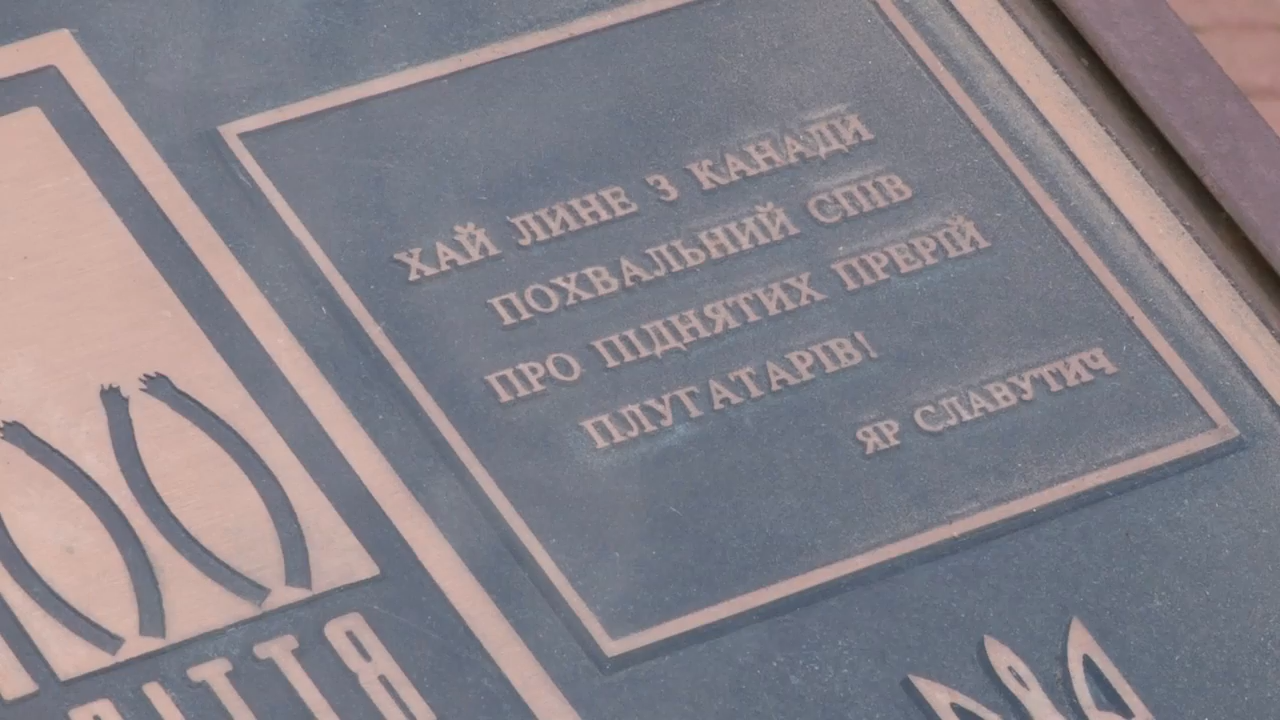 ХАЙ ЛИНЕ З КАНАДИ
ПОХВАЛЬНИЙ СПІВ
ПРО ПІДНЯТИХ ПРЕРІЙ
ПЛУГАТАРІВ!
ЯР СЛАВУТИЧ